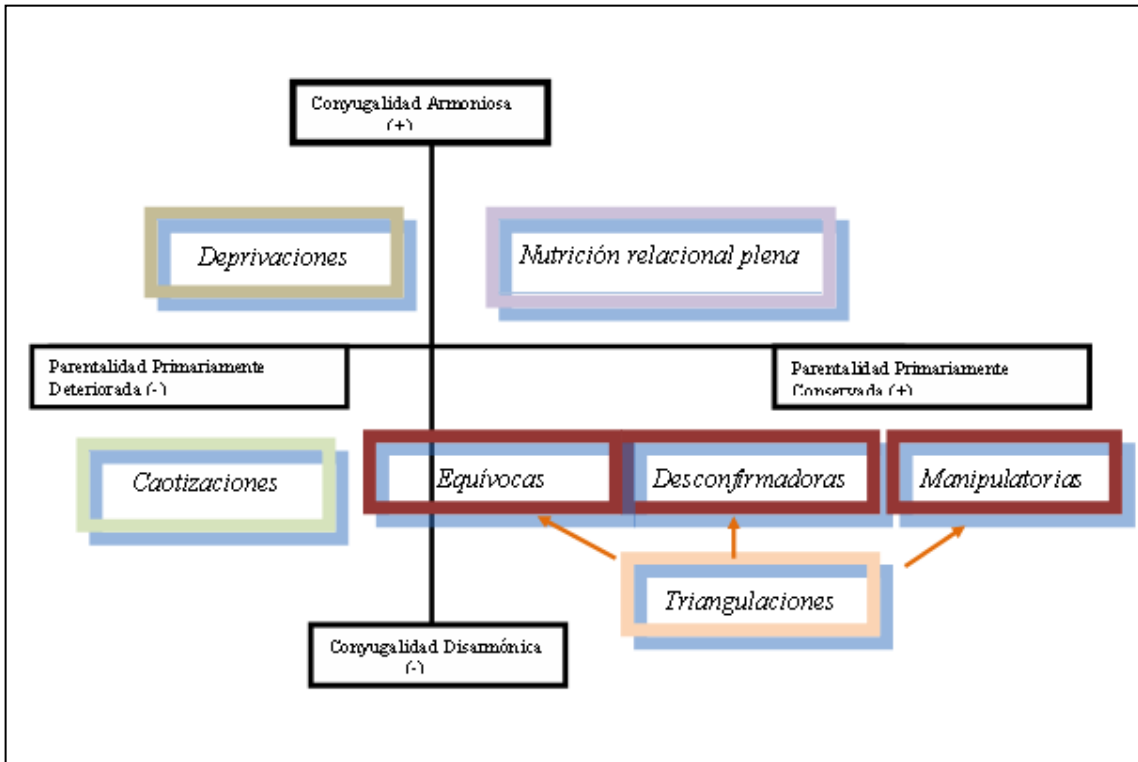 Conyugalidad Armoniosa
(+)
Deprivaciones
Nutrición relacional plena
Parentalidad Primariamente
Deteriorada (-)
Parentalidad Primariamente
Conservada (+)
Caotizaciones
Equívocas
Desconfirmadoras
Manipulatorias
Triangulaciones
Conyugalidad Disarmónica
(-)